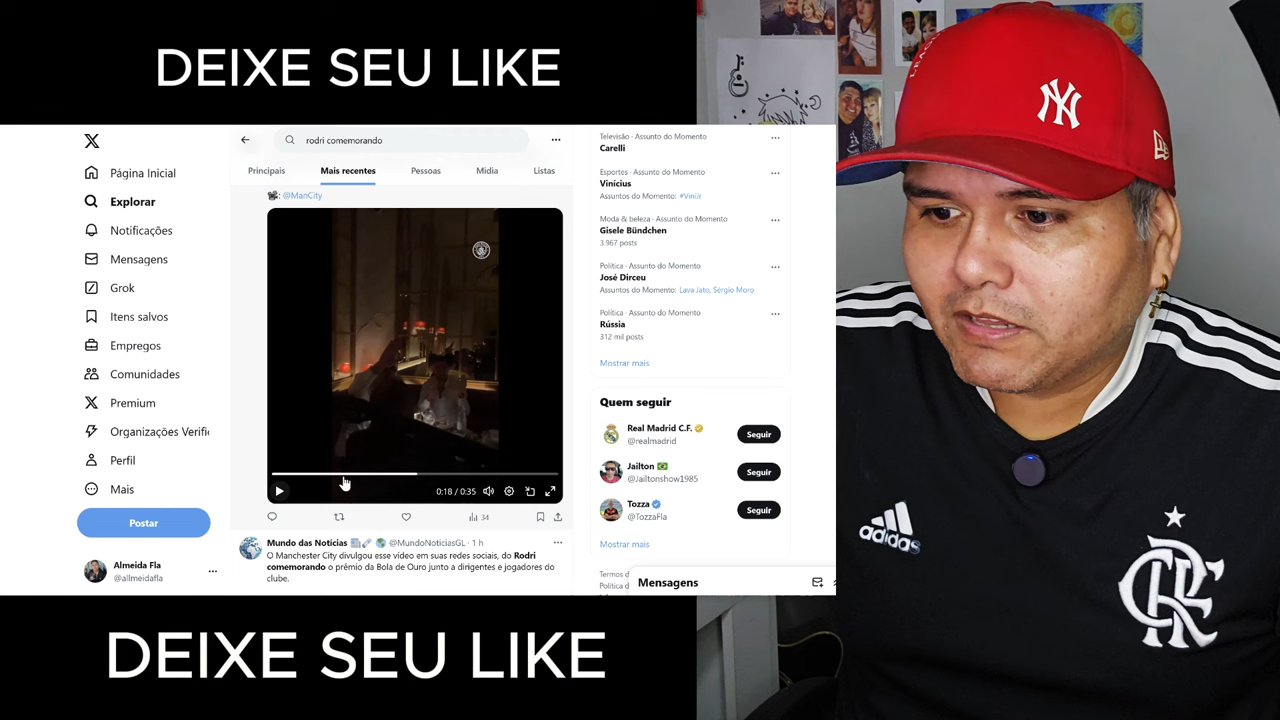 DEIXE SEU LIKE
rodri comemorando
Principais
Mais recentes
Pessoas
Mídia
Listas
Página Inicial
Explorar
Notificações
Mensagens
Grok
Itens salvos
Empregos
Comunidades
Premium
Organizações Verifi
Perfil
Mais
Postar
Almeida Fla
@allmeidafla
@ManCity
0:18 / 0:35
34
Mundo das Notícias @MundoNoticiasGL · 1 h
O Manchester City divulgou esse vídeo em suas redes sociais, do Rodri
comemorando o prêmio da Bola de Ouro junto a dirigentes e jogadores do
clube.
Televisão · Assunto do Momento
Carelli
Esportes · Assunto do Momento
Vinícius
Assuntos do Momento: #ViniJr
Moda & beleza · Assunto do Momento
Gisele Bündchen
3.967 posts
Política · Assunto do Momento
José Dirceu
Assuntos do Momento: Lava Jato, Sérgio Moro
Política · Assunto do Momento
Rússia
312 mil posts
Mostrar mais
Quem seguir
Real Madrid C.F.
@realmadrid
Seguir
Jailton
@Jailtonshow1985
Seguir
Tozza
@TozzaFla
Seguir
Mostrar mais
Termos d
Política d
Mensagens
DEIXE SEU LIKE
NY
adidas